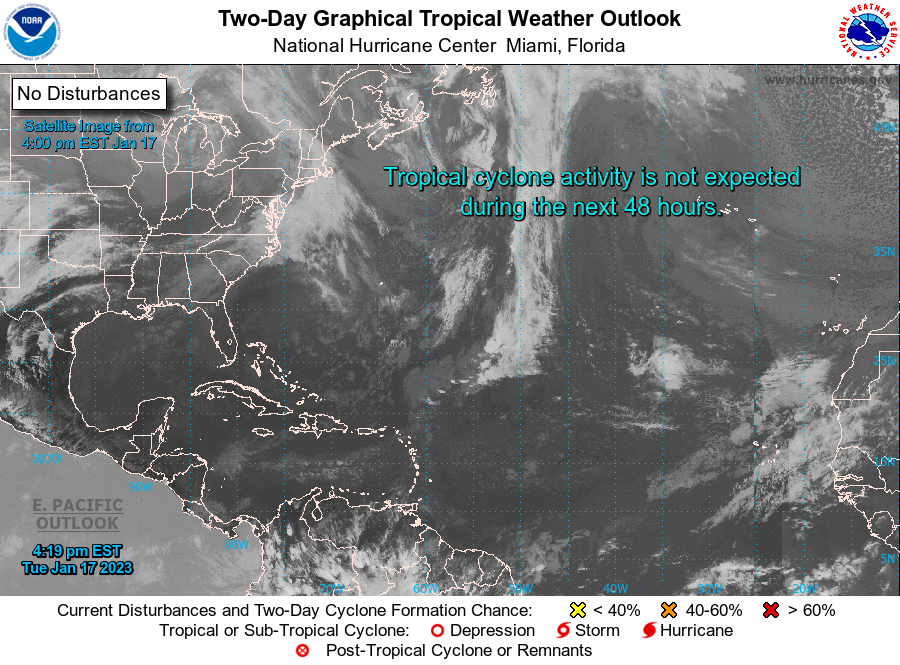 Two-Day Graphical Tropical Weather Outlook
National Hurricane Center Miami, Florida
NOAA
NATIONAL WEATHER SERVICE
www.hurricanes.gov
No Disturbances
Satellite Image from
4:00 pm EST Jan 17
Tropical cyclone activity is not expected
during the next 48 hours.
35N
25N
15N
5N
100W
90W
80W
70W
60W
50W
40W
30W
20W
E. PACIFIC
OUTLOOK
4:19 pm EST
Tue Jan 17 2023
Current Disturbances and Two-Day Cyclone Formation Chance: < 40% 40-60% > 60%
Tropical or Sub-Tropical Cyclone: Depression Storm Hurricane
Post-Tropical Cyclone or Remnants